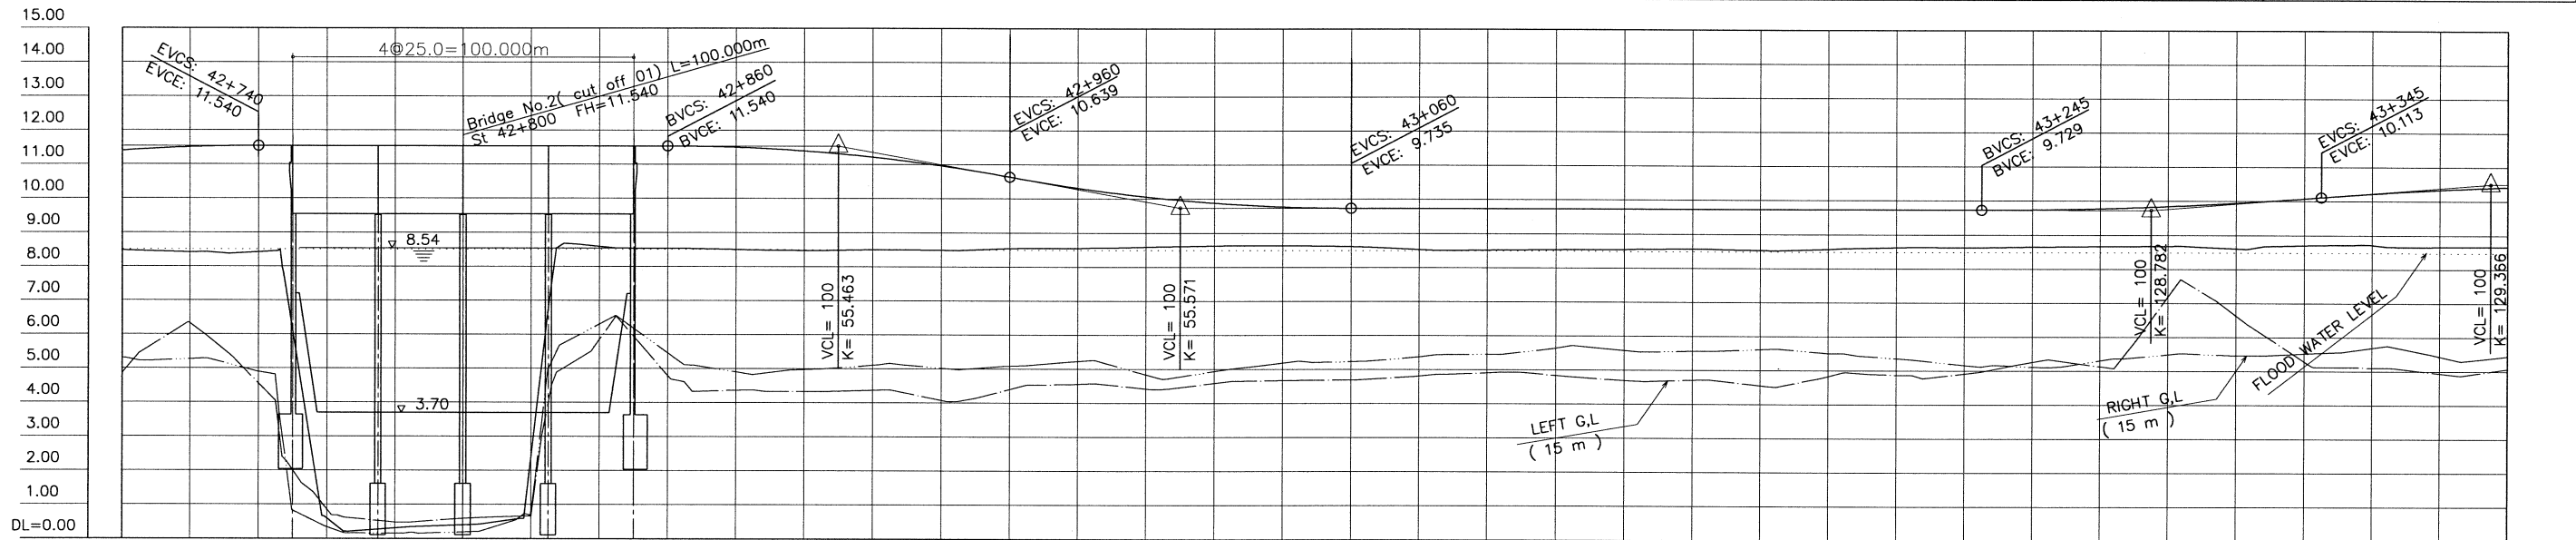 15.00
14.00
13.00
12.00
11.00
10.00
9.00
8.00
7.00
6.00
5.00
4.00
3.00
2.00
1.00
DL=0.00
EVCS: 42+740
EVCE: 11.540
4@25.0=100.000m
Bridge No.2( cut off 01) L=100.000m
St 42+800 FH=11.540
BVCS: 42+860
BVCE: 11.540
EVCS: 42+960
EVCE: 10.639
EVCS: 43+060
EVCE: 9.735
BVCS: 43+245
BVCE: 9.729
EVCS: 43+345
EVCE: 10.113
8.54
3.70
VCL= 100
K= 55.463
VCL= 100
K= 55.571
VCL= 100
K= 128.782
VCL= 100
K= 129.366
LEFT G,L
( 15 m )
RIGHT G,L
( 15 m )
FLOOD WATER LEVEL